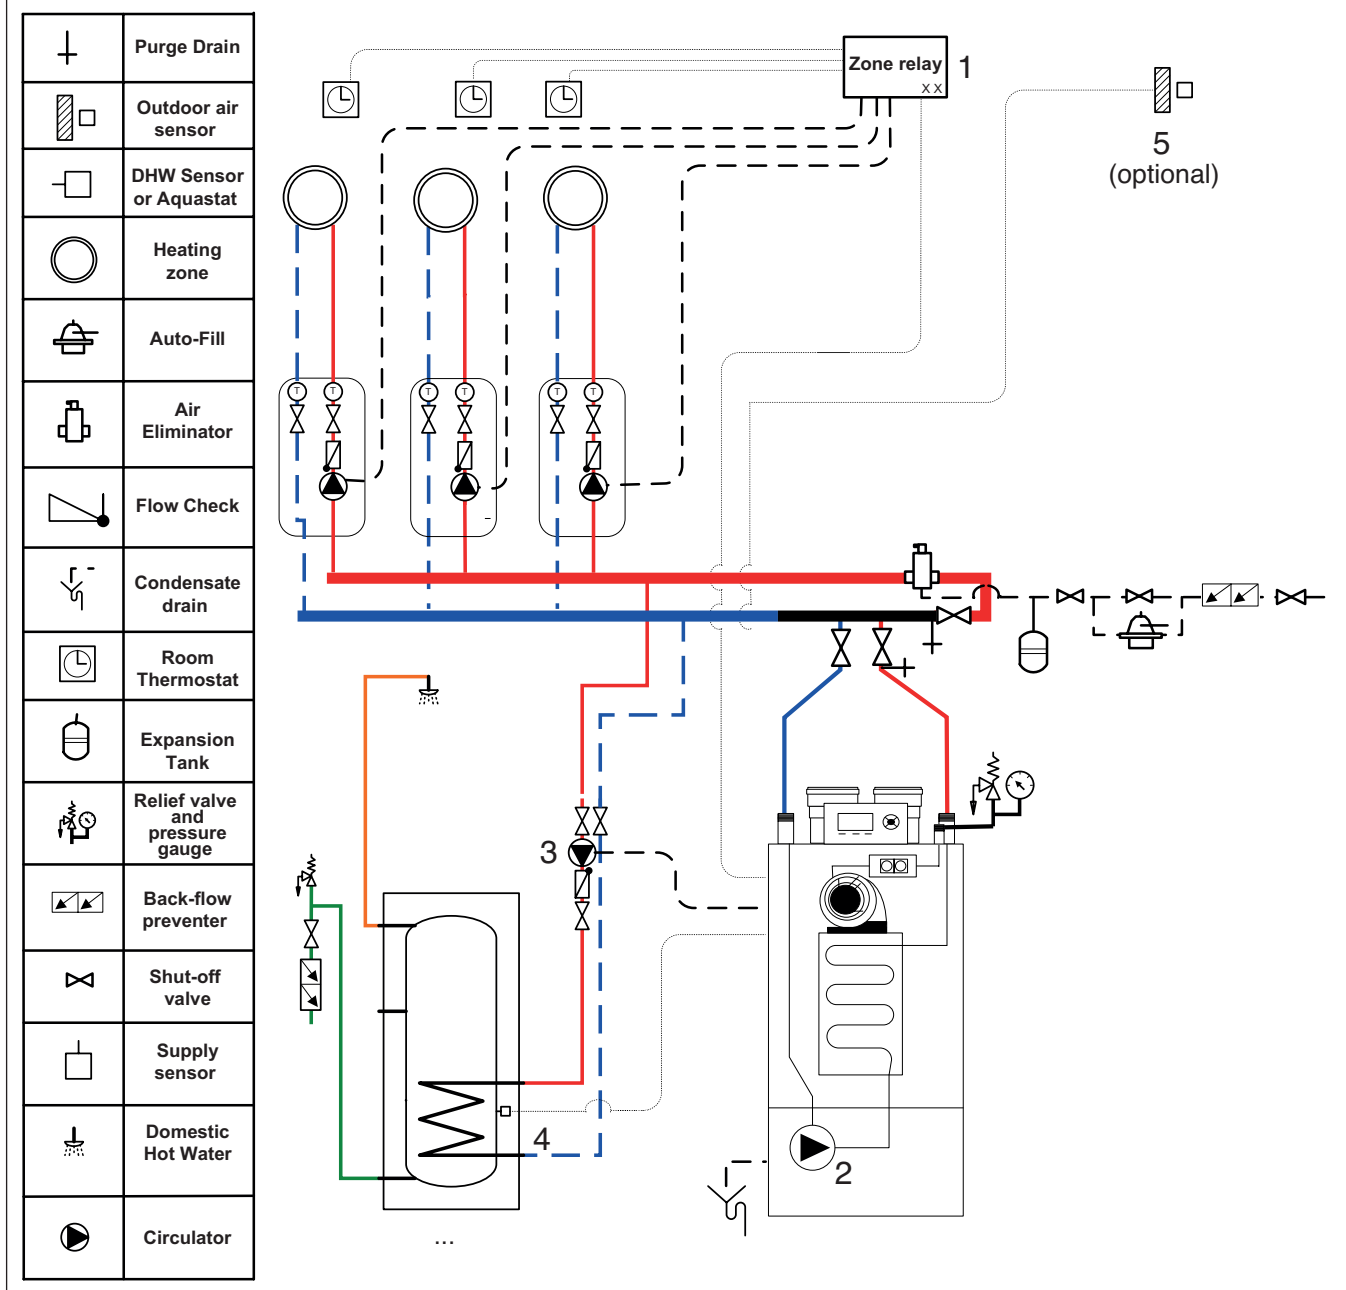 Purge Drain
Outdoor air
sensor
DHW Sensor
or Aquastat
Heating
zone
Auto-Fill
Air
Eliminator
Flow Check
Condensate
drain
Room
Thermostat
Expansion
Tank
Relief valve
and
pressure
gauge
Back-flow
preventer
Shut-off
valve
Supply
sensor
Domestic
Hot Water
Circulator
Zone relay
X X
1
5
(optional)
T T T T T T
3
4
2
...